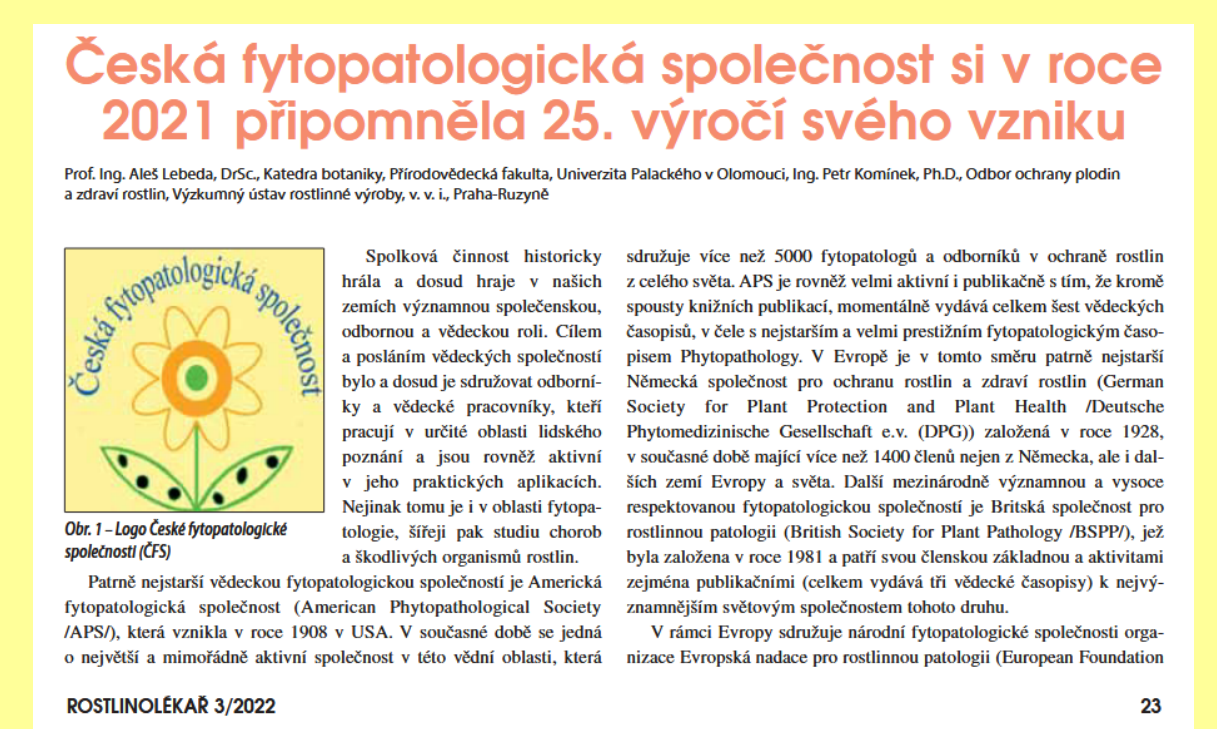 Česká fytopatologická společnost si v roce
2021 připomněla 25. výročí svého vzniku
Prof. Ing. Aleš Lebeda, DrSc., Katedra botaniky, Přírodovědecká fakulta, Univerzita Palackého v Olomouci, Ing. Petr Komínek, Ph.D., Odbor ochrany plodin
a zdraví rostlin, Výzkumný ústav rostlinné výroby, v. v. i., Praha-Ruzyně
Česká fytopatologická společnost
Obr. 1 – Logo České fytopatologické
společnosti (ČFS)
Spolková činnost historicky
hrála a dosud hraje v našich
zemích významnou společenskou,
odbornou a vědeckou roli. Cílem
a posláním vědeckých společností
bylo a dosud je sdružovat odborní-
ky a vědecké pracovníky, kteří
pracují v určité oblasti lidského
poznání a jsou rovněž aktivní
v jeho praktických aplikacích.
Nejinak tomu je i v oblasti fytopa-
tologie, šířeji pak studiu chorob
a škodlivých organismů rostlin.
Patrně nejstarší vědeckou fytopatologickou společností je Americká
fytopatologická společnost (American Phytopathological Society
/APS/), která vznikla v roce 1908 v USA. V současné době se jedná
o největší a mimořádně aktivní společnost v této vědní oblasti, která
sdružuje více než 5000 fytopatologů a odborníků v ochraně rostlin
z celého světa. APS je rovněž velmi aktivní i publikačně s tím, že kromě
spousty knižních publikací, momentálně vydává celkem šest vědeckých
časopisů, v čele s nejstarším a velmi prestižním fytopatologickým časo-
pisem Phytopathology. V Evropě je v tomto směru patrně nejstarší
Německá společnost pro ochranu rostlin a zdraví rostlin (German
Society for Plant Protection and Plant Health /Deutsche
Phytomedizinische Gesellschaft e.v. (DPG)) založená v roce 1928,
v současné době mající více než 1400 členů nejen z Německa, ale i dal-
ších zemí Evropy a světa. Další mezinárodně významnou a vysoce
respektovanou fytopatologickou společností je Britská společnost pro
rostlinnou patologii (British Society for Plant Pathology /BSPP/), jež
byla založena v roce 1981 a patří svou členskou základnou a aktivitami
zejména publikačními (celkem vydává tři vědecké časopisy) k nejvý-
znamnějším světovým společnostem tohoto druhu.
V rámci Evropy sdružuje národní fytopatologické společnosti orga-
nizace Evropská nadace pro rostlinnou patologii (European Foundation
ROSTLINOLÉKAŘ 3/2022
23